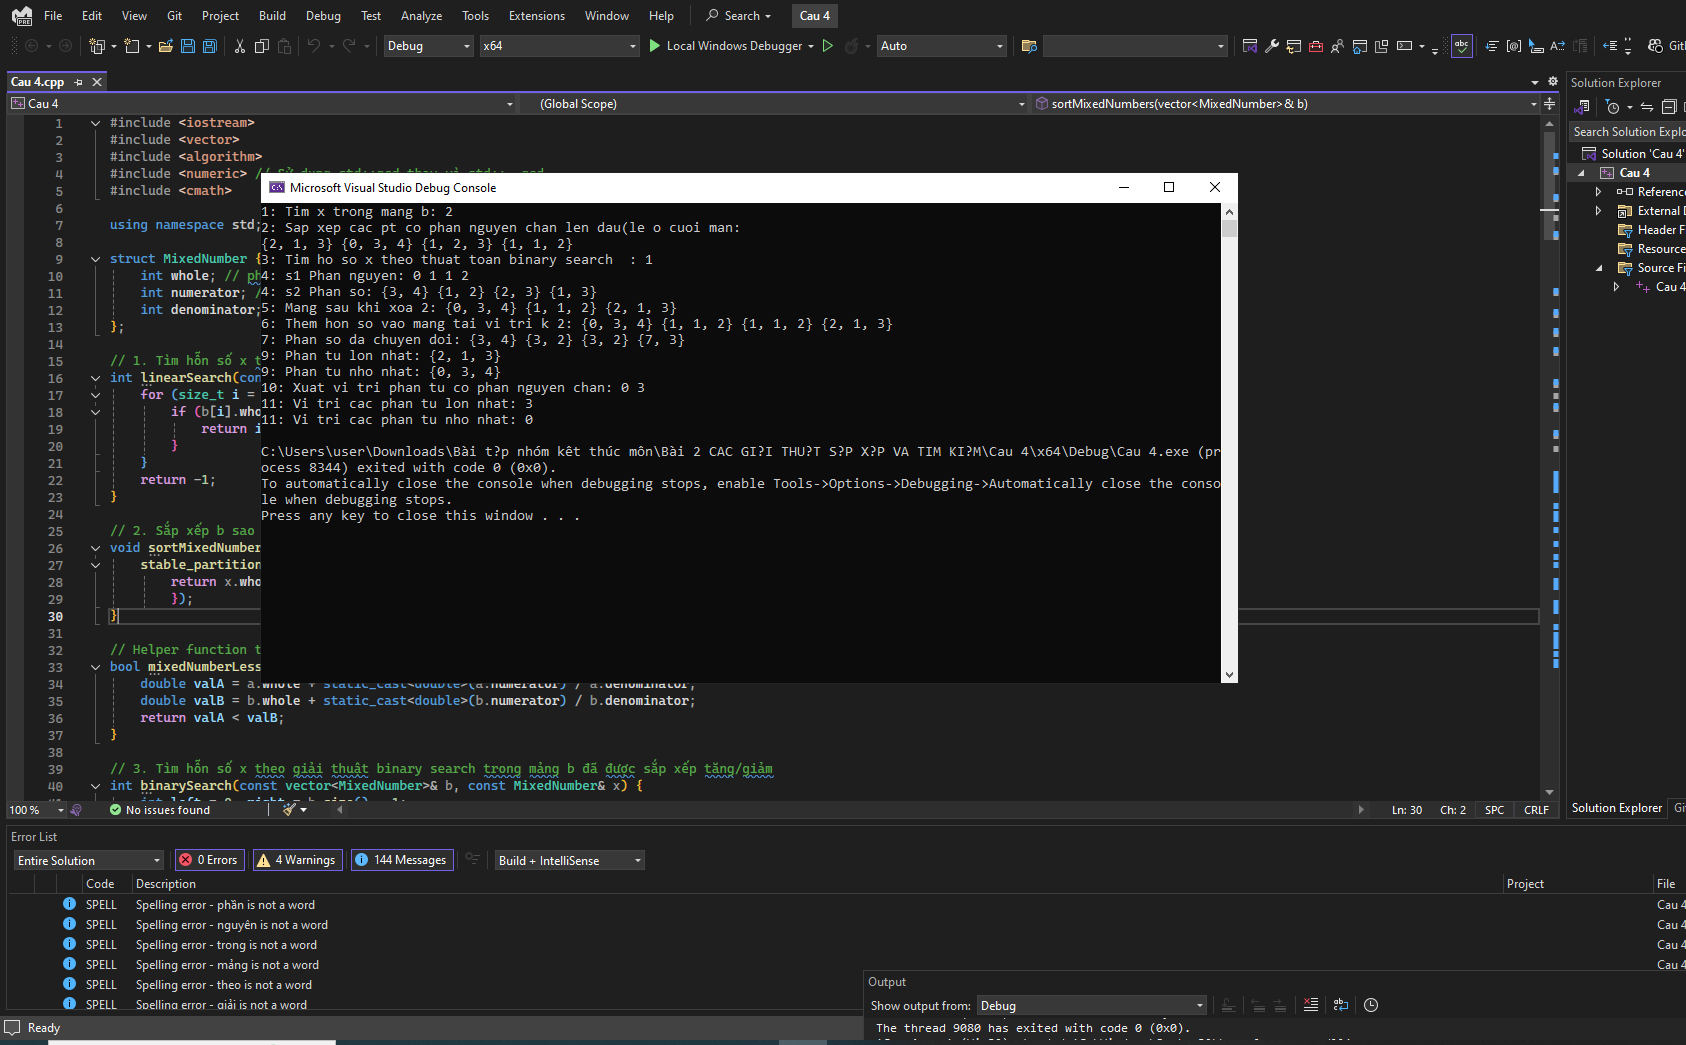 File Edit View Git Project Build Debug Test Analyze Tools Extensions Window Help Search Cau 4
Debug x64 Local Windows Debugger Auto
Cau 4.cpp
Cau 4 (Global Scope) sortMixedNumbers(vector<MixedNumber>& b)
1 #include <iostream>
2 #include <vector>
3 #include <algorithm>
4 #include <numeric>
5 #include <cmath>
6
7 using namespace std;
8
9 struct MixedNumber {
10 int whole; // ph
11 int numerator; /
12 int denominator;
13 };
14
15 // 1. Tìm hỗn số x t
16 int linearSearch(con
17 for (size_t i =
18 if (b[i].who
19 return i
20 }
21 }
22 return -1;
23 }
24
25 // 2. Sắp xếp b sao
26 void sortMixedNumber
27 stable_partition
28 return x.who
29 });
30 }
31
32 // Helper function t
33 bool mixedNumberLess
34 double valA = a.whole + static_cast<double>(a.numerator) / a.denominator;
35 double valB = b.whole + static_cast<double>(b.numerator) / b.denominator;
36 return valA < valB;
37 }
38
39 // 3. Tìm hỗn số x theo giải thuật binary search trong mảng b đã được sắp xếp tăng/giảm
40 int binarySearch(const vector<MixedNumber>& b, const MixedNumber& x) {
Microsoft Visual Studio Debug Console
1: Tim x trong mang b: 2
2: Sap xep cac pt co phan nguyen chan len dau(le o cuoi man:
{2, 1, 3} {0, 3, 4} {1, 2, 3} {1, 1, 2}
3: Tim ho so x theo thuat toan binary search  : 1
4: s1 Phan nguyen: 0 1 1 2
4: s2 Phan so: {3, 4} {1, 2} {2, 3} {1, 3}
5: Mang sau khi xoa 2: {0, 3, 4} {1, 1, 2} {2, 1, 3}
6: Them hon so vao mang tai vi tri k 2: {0, 3, 4} {1, 1, 2} {1, 1, 2} {2, 1, 3}
7: Phan so da chuyen doi: {3, 4} {3, 2} {3, 2} {7, 3}
9: Phan tu lon nhat: {2, 1, 3}
9: Phan tu nho nhat: {0, 3, 4}
10: Xuat vi tri phan tu co phan nguyen chan: 0 3
11: Vi tri cac phan tu lon nhat: 3
11: Vi tri cac phan tu nho nhat: 0
C:\Users\user\Downloads\Bài t?p nhóm kêt thúc môn\Bài 2 CAC GI?I THU?T S?P X?P VA TIM KI?M\Cau 4\x64\Debug\Cau 4.exe (pr
ocess 8344) exited with code 0 (0x0).
To automatically close the console when debugging stops, enable Tools->Options->Debugging->Automatically close the conso
le when debugging stops.
Press any key to close this window . . .
Solution Explorer
Search Solution Explo
Solution 'Cau 4'
Cau 4
Reference
External D
Header F
Resource
Source Fi
Cau 4
100 % No issues found Ln: 30 Ch: 2 SPC CRLF
Solution Explorer
Error List
Entire Solution 0 Errors 4 Warnings 144 Messages Build + IntelliSense
Code Description Project File
SPELL Spelling error - phần is not a word Cau 4
SPELL Spelling error - nguyên is not a word Cau 4
SPELL Spelling error - trong is not a word Cau 4
SPELL Spelling error - mảng is not a word Cau 4
SPELL Spelling error - theo is not a word
SPELL Spelling error - giải is not a word
Output
Show output from: Debug
The thread 9080 has exited with code 0 (0x0).
Ready